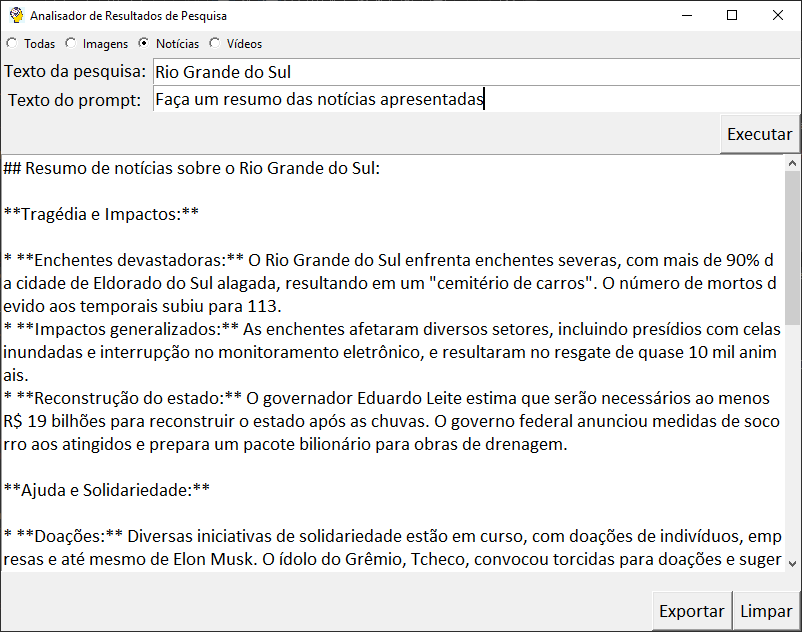 Analisador de Resultados de Pesquisa
Todas Imagens Notícias Vídeos
Texto da pesquisa: Rio Grande do Sul
Texto do prompt: Faça um resumo das notícias apresentadas
Executar
## Resumo de notícias sobre o Rio Grande do Sul:
**Tragédia e Impactos:**
* **Enchentes devastadoras:** O Rio Grande do Sul enfrenta enchentes severas, com mais de 90% d
a cidade de Eldorado do Sul alagada, resultando em um "cemitério de carros". O número de mortos d
evido aos temporais subiu para 113.
* **Impactos generalizados:** As enchentes afetaram diversos setores, incluindo presídios com celas
inundadas e interrupção no monitoramento eletrônico, e resultaram no resgate de quase 10 mil anim
ais.
* **Reconstrução do estado:** O governador Eduardo Leite estima que serão necessários ao menos
R$ 19 bilhões para reconstruir o estado após as chuvas. O governo federal anunciou medidas de soco
rro aos atingidos e prepara um pacote bilionário para obras de drenagem.
**Ajuda e Solidariedade:**
* **Doações:** Diversas iniciativas de solidariedade estão em curso, com doações de indivíduos, emp
resas e até mesmo de Elon Musk. O ídolo do Grêmio, Tcheco, convocou torcidas para doações e suger
Exportar Limpar